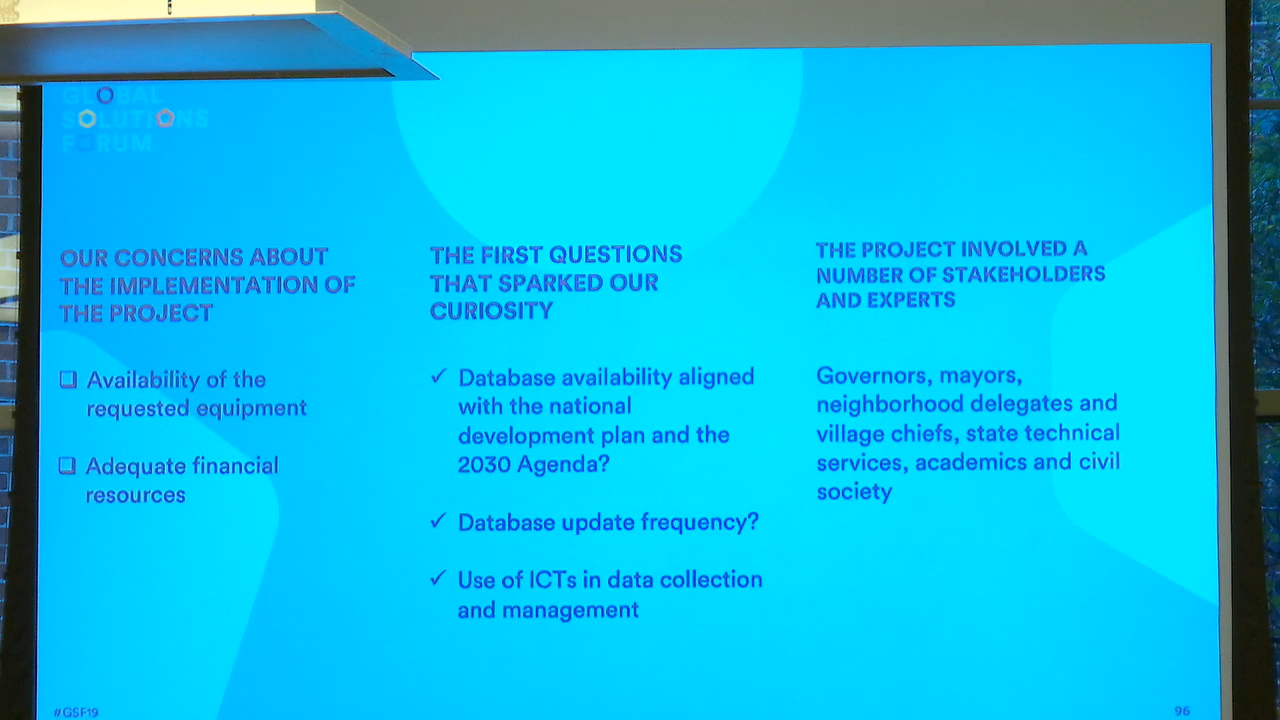 GLOBAL
SOLUTIONS
FORUM
OUR CONCERNS ABOUT
THE IMPLEMENTATION OF
THE PROJECT
❑ Availability of the
requested equipment
❑ Adequate financial
resources
THE FIRST QUESTIONS
THAT SPARKED OUR
CURIOSITY
✓ Database availability aligned
with the national
development plan and the
2030 Agenda?
✓ Database update frequency?
✓ Use of ICTs in data collection
and management
THE PROJECT INVOLVED A
NUMBER OF STAKEHOLDERS
AND EXPERTS
Governors, mayors,
neighborhood delegates and
village chiefs, state technical
services, academics and civil
society
#GSF19
96